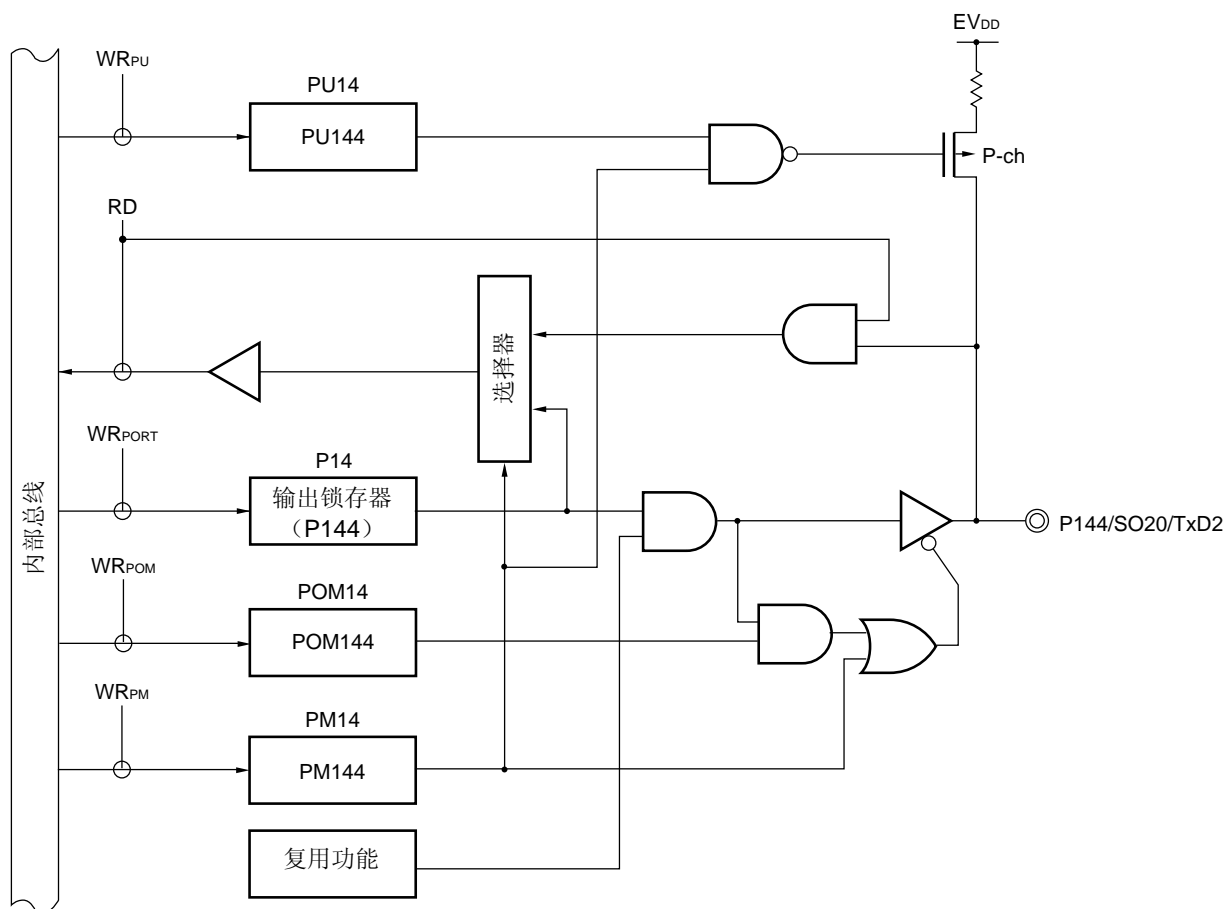 EVDD
WRPU
PU14
PU144
P-ch
RD
选择器
WRPORT
P14
输出锁存器
（P144）
P144/SO20/TxD2
内部总线
WRPOM
POM14
POM144
WRPM
PM14
PM144
复用功能